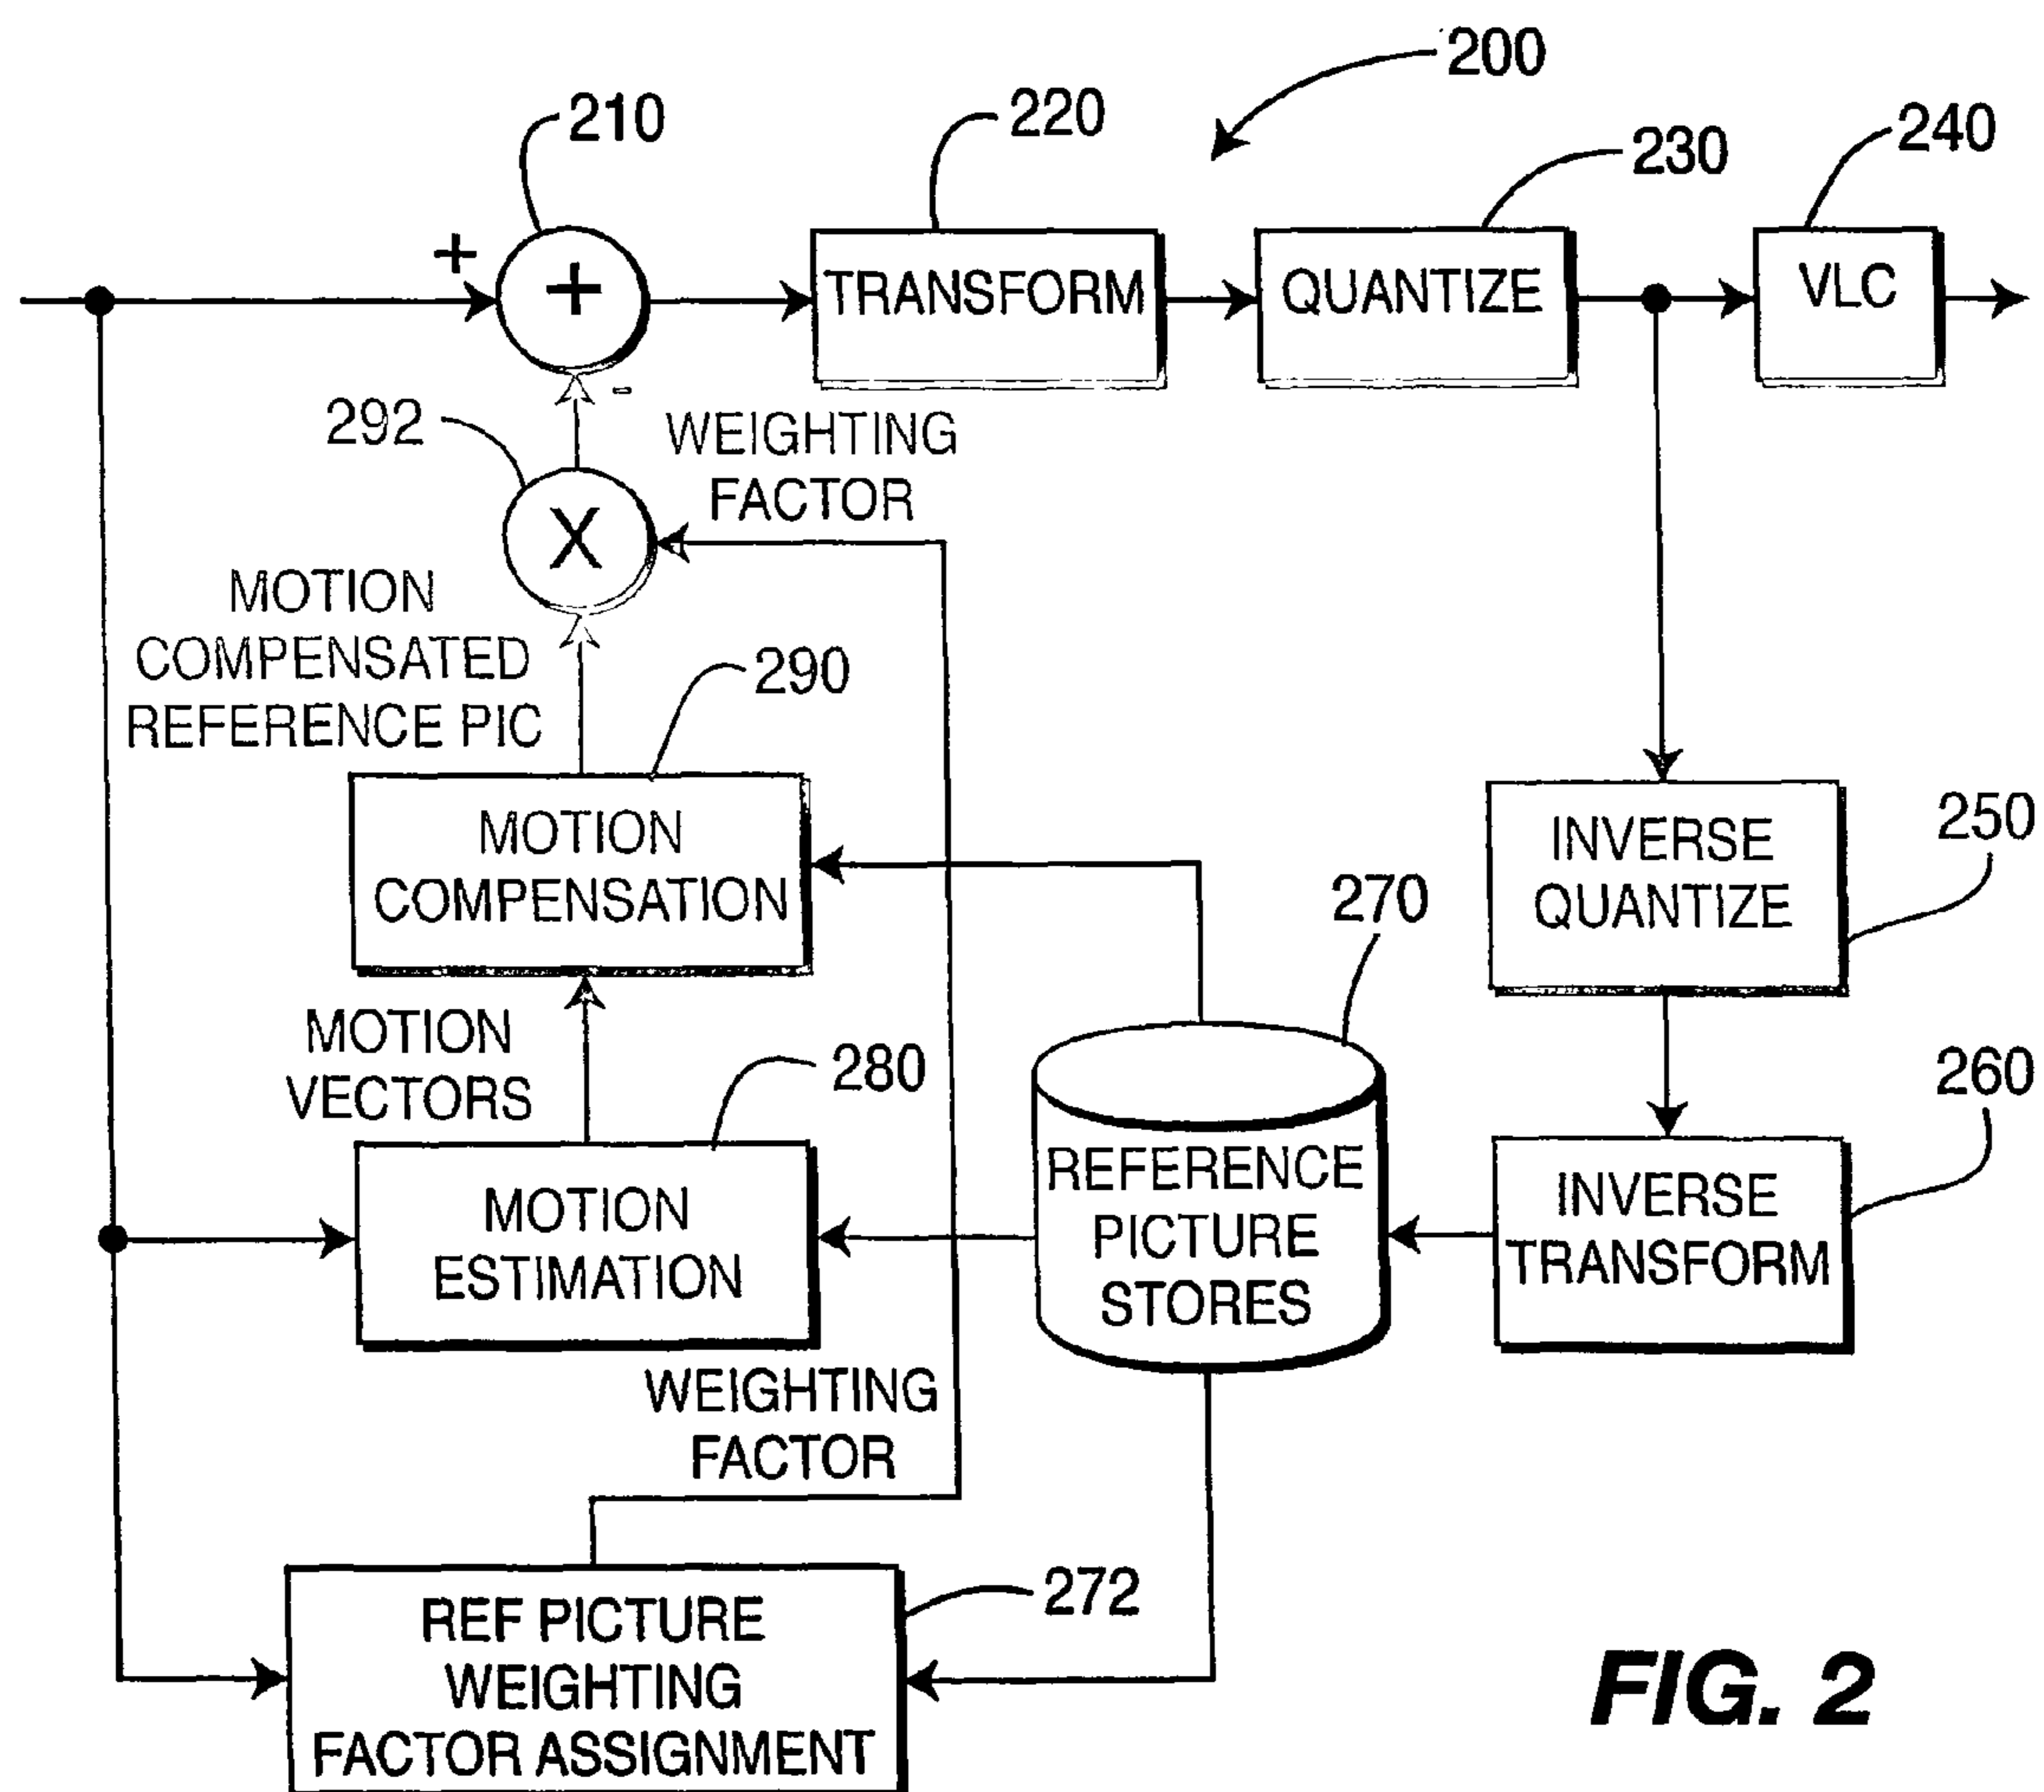 200
210
220
230
240
+
+
TRANSFORM
QUANTIZE
VLC
-
292
WEIGHTING
FACTOR
X
MOTION
COMPENSATED
REFERENCE PIC
290
MOTION
COMPENSATION
270
INVERSE
QUANTIZE
250
MOTION
VECTORS
280
260
MOTION
ESTIMATION
REFERENCE
PICTURE
STORES
INVERSE
TRANSFORM
WEIGHTING
FACTOR
272
REF PICTURE
WEIGHTING
FACTOR ASSIGNMENT
FIG. 2